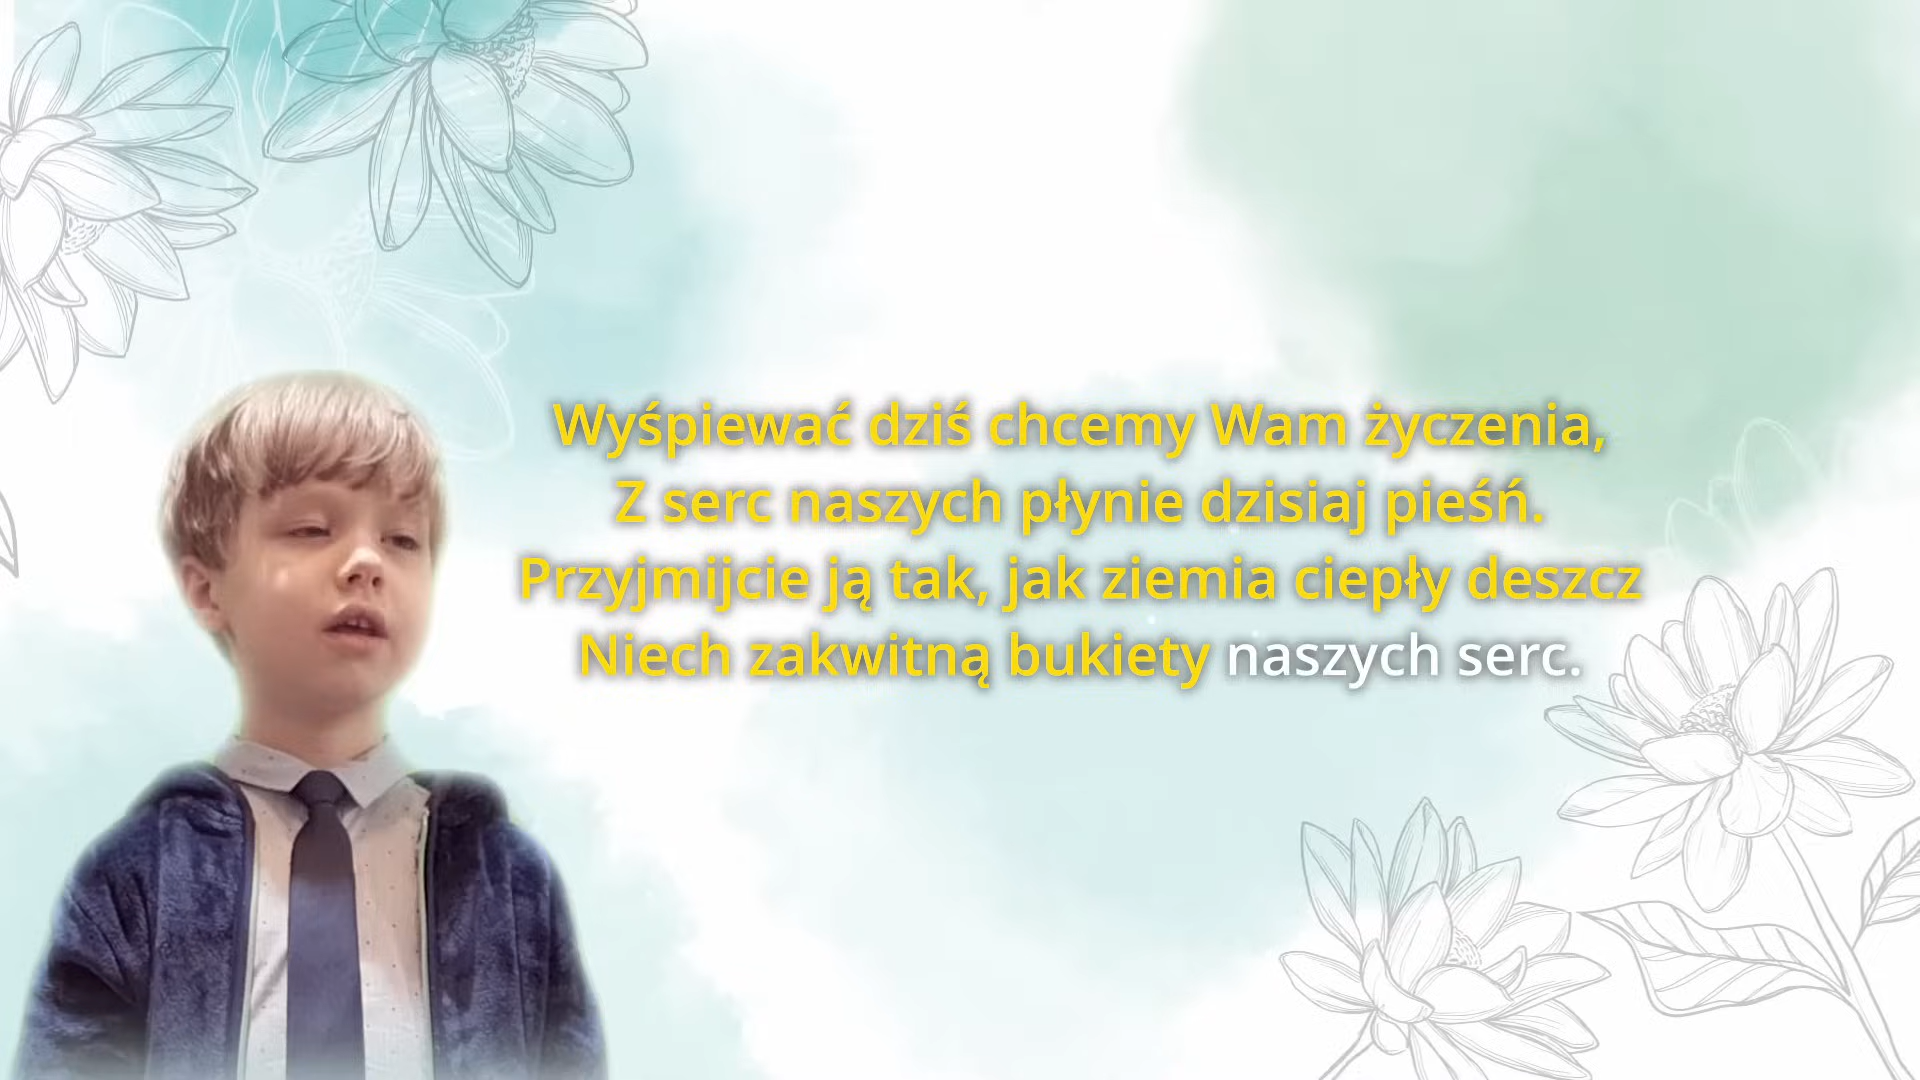 Wyśpiewać dziś chcemy Wam życzenia,
Z serc naszych płynie dzisiaj pieśń.
Przyjmijcie ją tak, jak ziemia ciepły deszcz
Niech zakwitną bukiety naszych serc.